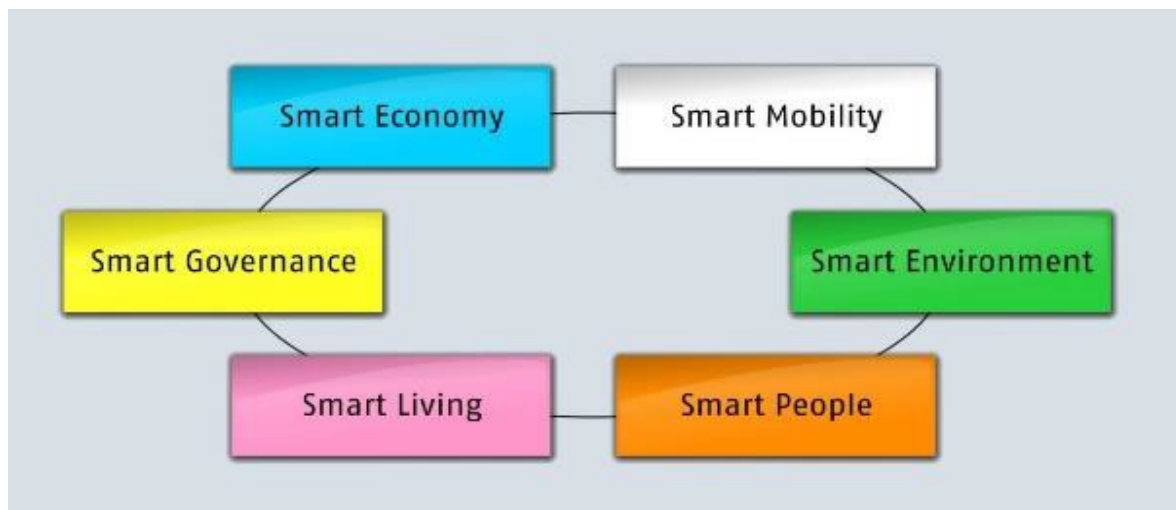 Smart Economy
Smart Mobility
Smart Governance
Smart Environment
Smart Living
Smart People